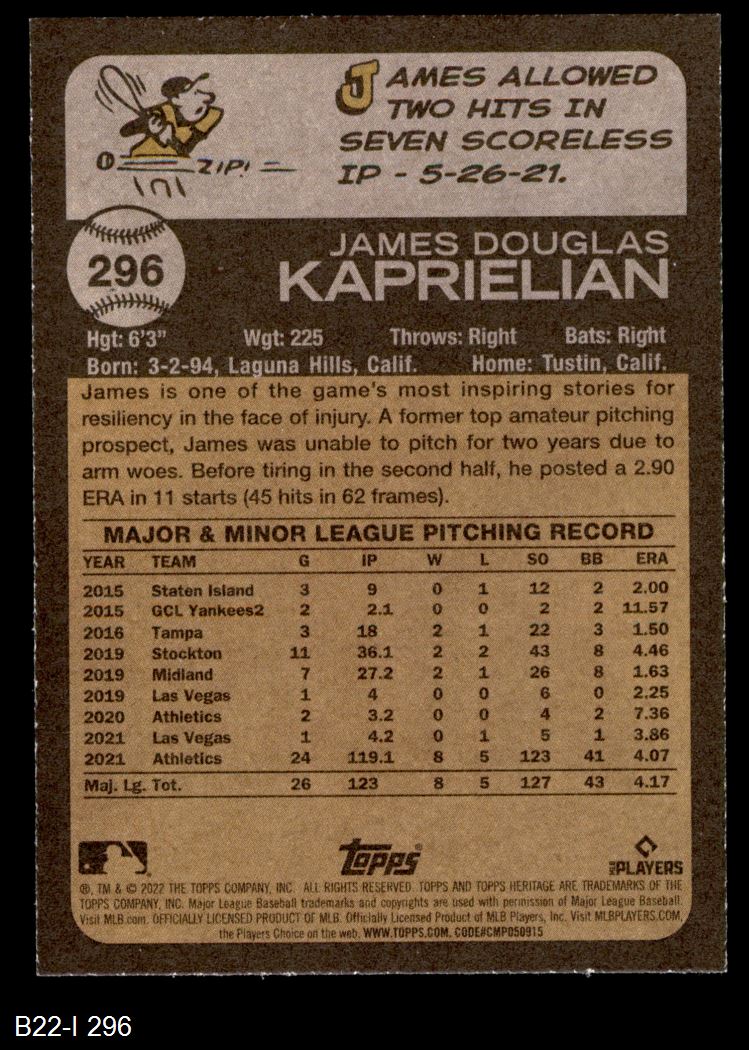 JAMES ALLOWED
TWO HITS IN
SEVEN SCORELESS
IP - 5-26-21.
ZIP!
296
JAMES DOUGLAS
KAPRIELIAN
Hgt: 6'3" Wgt: 225 Throws: Right Bats: Right
Born: 3-2-94, Laguna Hills, Calif. Home: Tustin, Calif.
James is one of the game's most inspiring stories for
resiliency in the face of injury. A former top amateur pitching
prospect, James was unable to pitch for two years due to
arm woes. Before tiring in the second half, he posted a 2.90
ERA in 11 starts (45 hits in 62 frames).
MAJOR & MINOR LEAGUE PITCHING RECORD
YEAR TEAM G IP W L SO BB ERA
2015 Staten Island 3 9 0 1 12 2 2.00
2015 GCL Yankees2 2 2.1 0 0 2 2 11.57
2016 Tampa 3 18 2 1 22 3 1.50
2019 Stockton 11 36.1 2 2 43 8 4.46
2019 Midland 7 27.2 2 1 26 8 1.63
2019 Las Vegas 1 4 0 0 6 0 2.25
2020 Athletics 2 3.2 0 0 4 2 7.36
2021 Las Vegas 1 4.2 0 1 5 1 3.86
2021 Athletics 24 119.1 8 5 123 41 4.07
Maj. Lg. Tot. 26 123 8 5 127 43 4.17
topps
MLB PLAYERS
®, TM & © 2022 THE TOPPS COMPANY, INC. ALL RIGHTS RESERVED. TOPPS AND TOPPS HERITAGE ARE TRADEMARKS OF THE
TOPPS COMPANY, INC. Major League Baseball trademarks and copyrights are used with permission of Major League Baseball.
Visit MLB.com. OFFICIALLY LICENSED PRODUCT OF MLB. Officially Licensed Product of MLB Players, Inc. Visit MLBPLAYERS.COM,
the Players Choice on the web. WWW.TOPPS.COM. CODE#CMP050915
B22-I 296